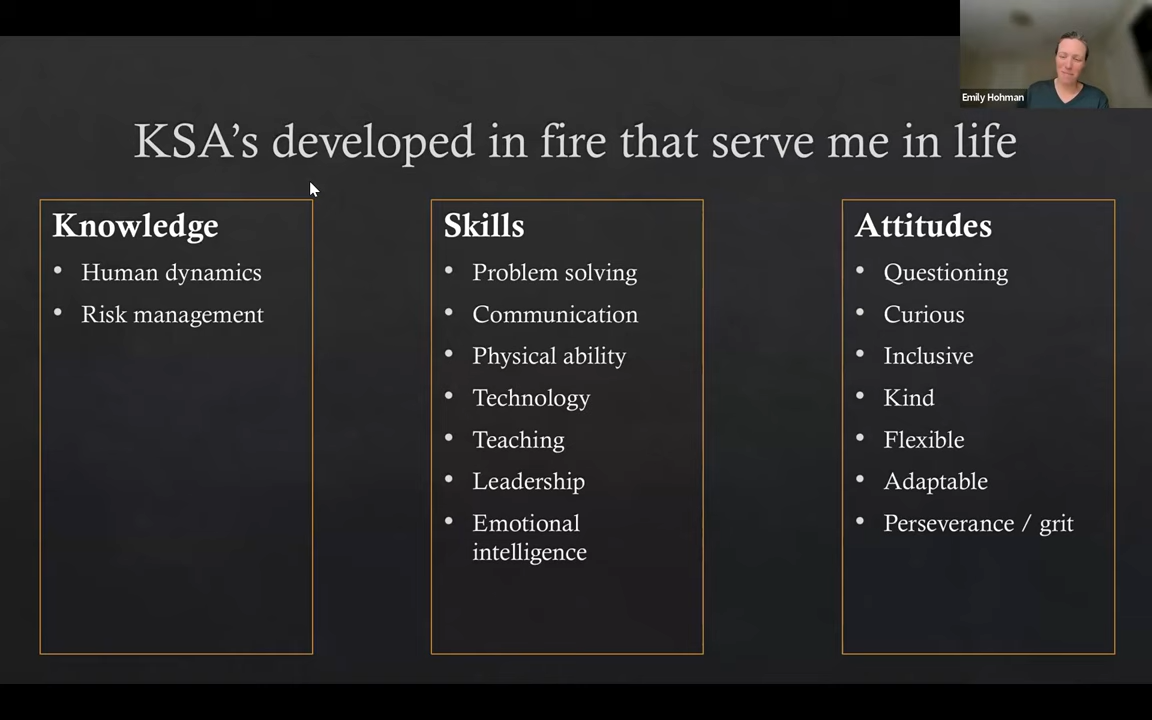 Emily Hohman
KSA's developed in fire that serve me in life
Knowledge
• Human dynamics
• Risk management
Skills
• Problem solving
• Communication
• Physical ability
• Technology
• Teaching
• Leadership
• Emotional
intelligence
Attitudes
• Questioning
• Curious
• Inclusive
• Kind
• Flexible
• Adaptable
• Perseverance / grit